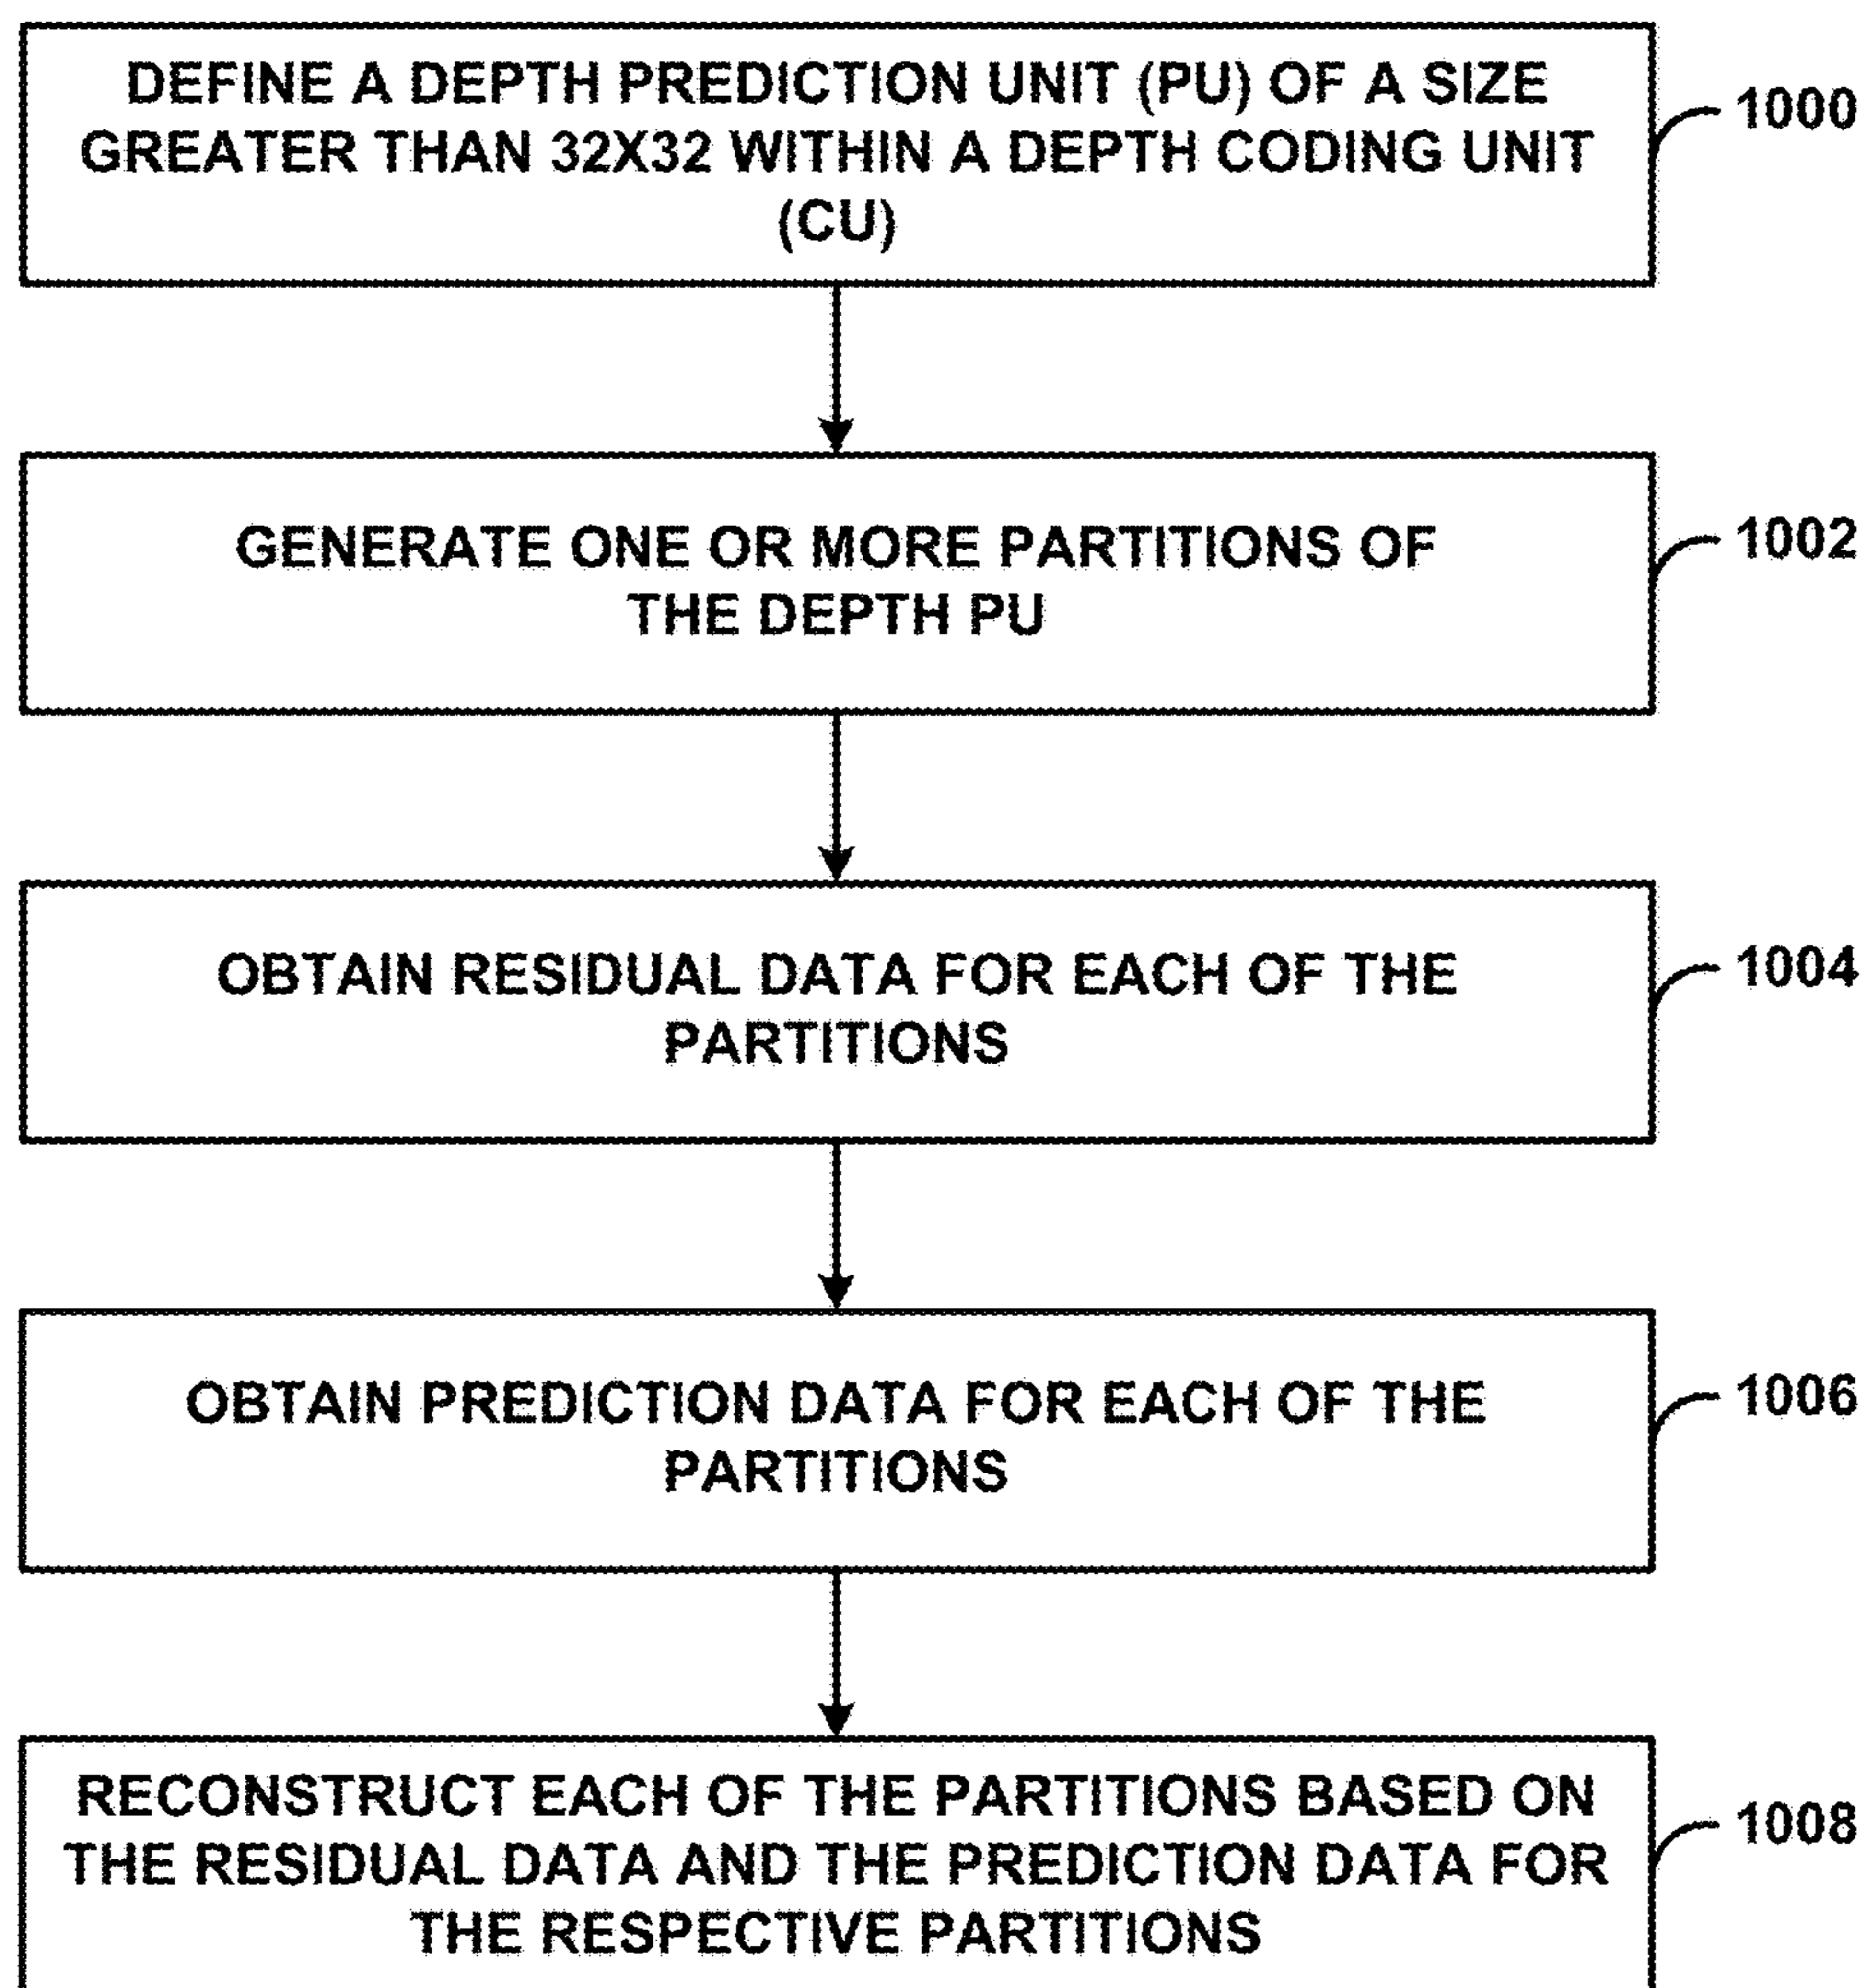 DEFINE A DEPTH PREDICTION UNIT (PU) OF A SIZE
GREATER THAN 32X32 WITHIN A DEPTH CODING UNIT
(CU)
1000
GENERATE ONE OR MORE PARTITIONS OF
THE DEPTH PU
1002
OBTAIN RESIDUAL DATA FOR EACH OF THE
PARTITIONS
1004
OBTAIN PREDICTION DATA FOR EACH OF THE
PARTITIONS
1006
RECONSTRUCT EACH OF THE PARTITIONS BASED ON
THE RESIDUAL DATA AND THE PREDICTION DATA FOR
THE RESPECTIVE PARTITIONS
1008